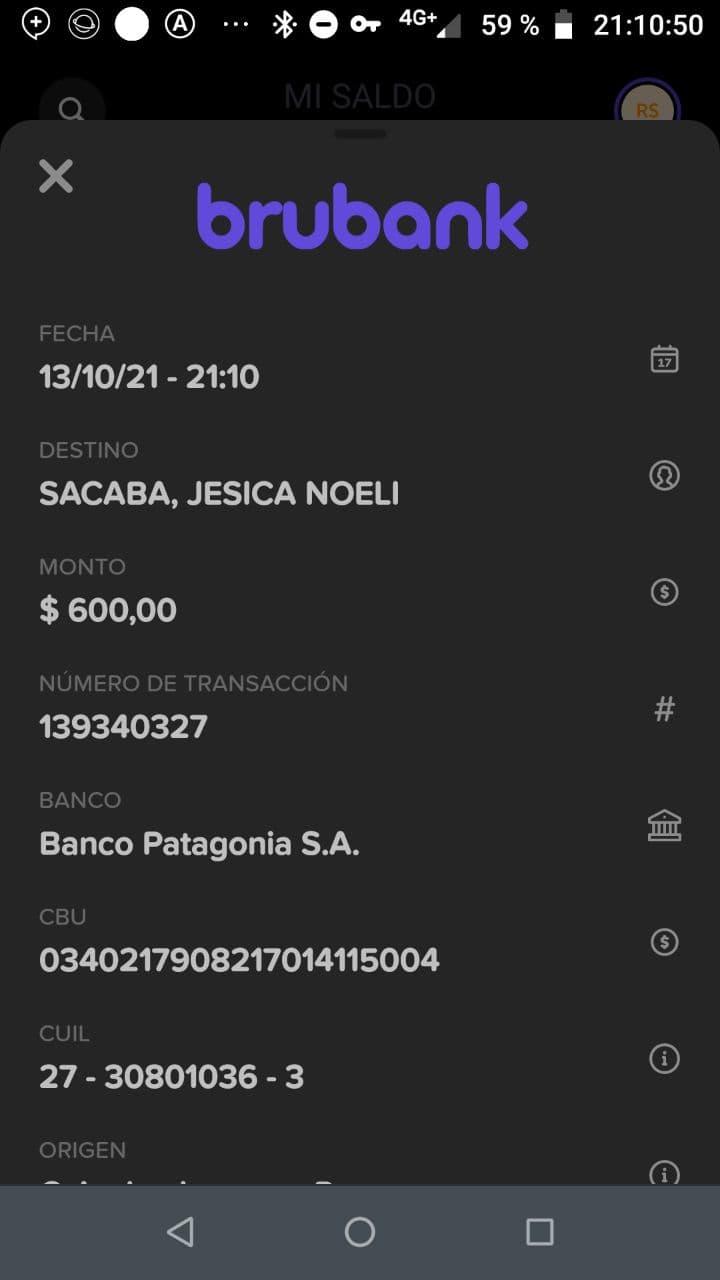 4G+ 59 % 21:10:50
MI SALDO
RS
brubank
FECHA
13/10/21 - 21:10
17
DESTINO
SACABA, JESICA NOELI
MONTO
$ 600,00
NÚMERO DE TRANSACCIÓN
139340327
#
BANCO
Banco Patagonia S.A.
CBU
0340217908217014115004
CUIL
27 - 30801036 - 3
ORIGEN